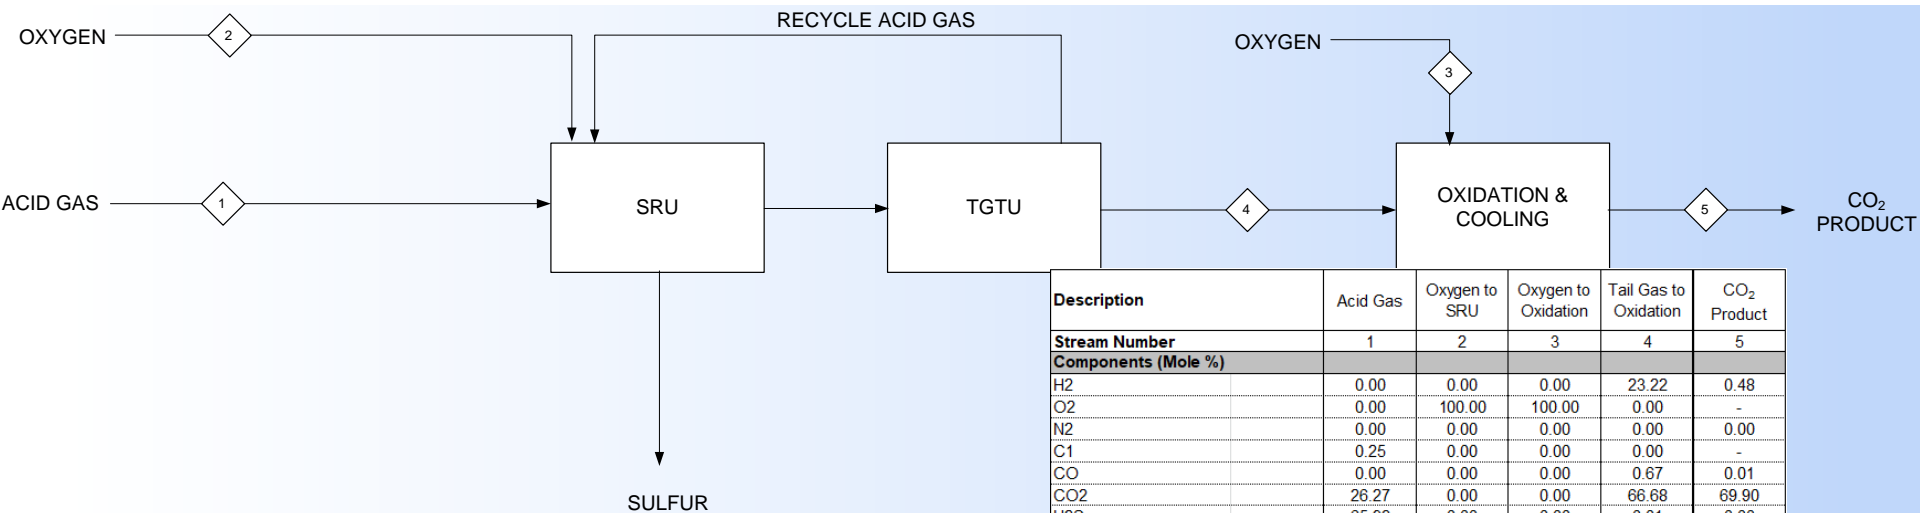 RECYCLE ACID GAS
OXYGEN
2
OXYGEN
3
ACID GAS
1
SRU
TGTU
4
OXIDATION &
COOLING
5
CO2
PRODUCT
SULFUR
Description Acid Gas Oxygen to SRU Oxygen to Oxidation Tail Gas to Oxidation CO2 Product
Stream Number 1 2 3 4 5
Components (Mole %)
H2 0.00 0.00 0.00 23.22 0.48
O2 0.00 100.00 100.00 0.00 -
N2 0.00 0.00 0.00 0.00 0.00
C1 0.25 0.00 0.00 0.00 -
CO 0.00 0.00 0.00 0.67 0.01
CO2 26.27 0.00 0.00 66.68 69.90